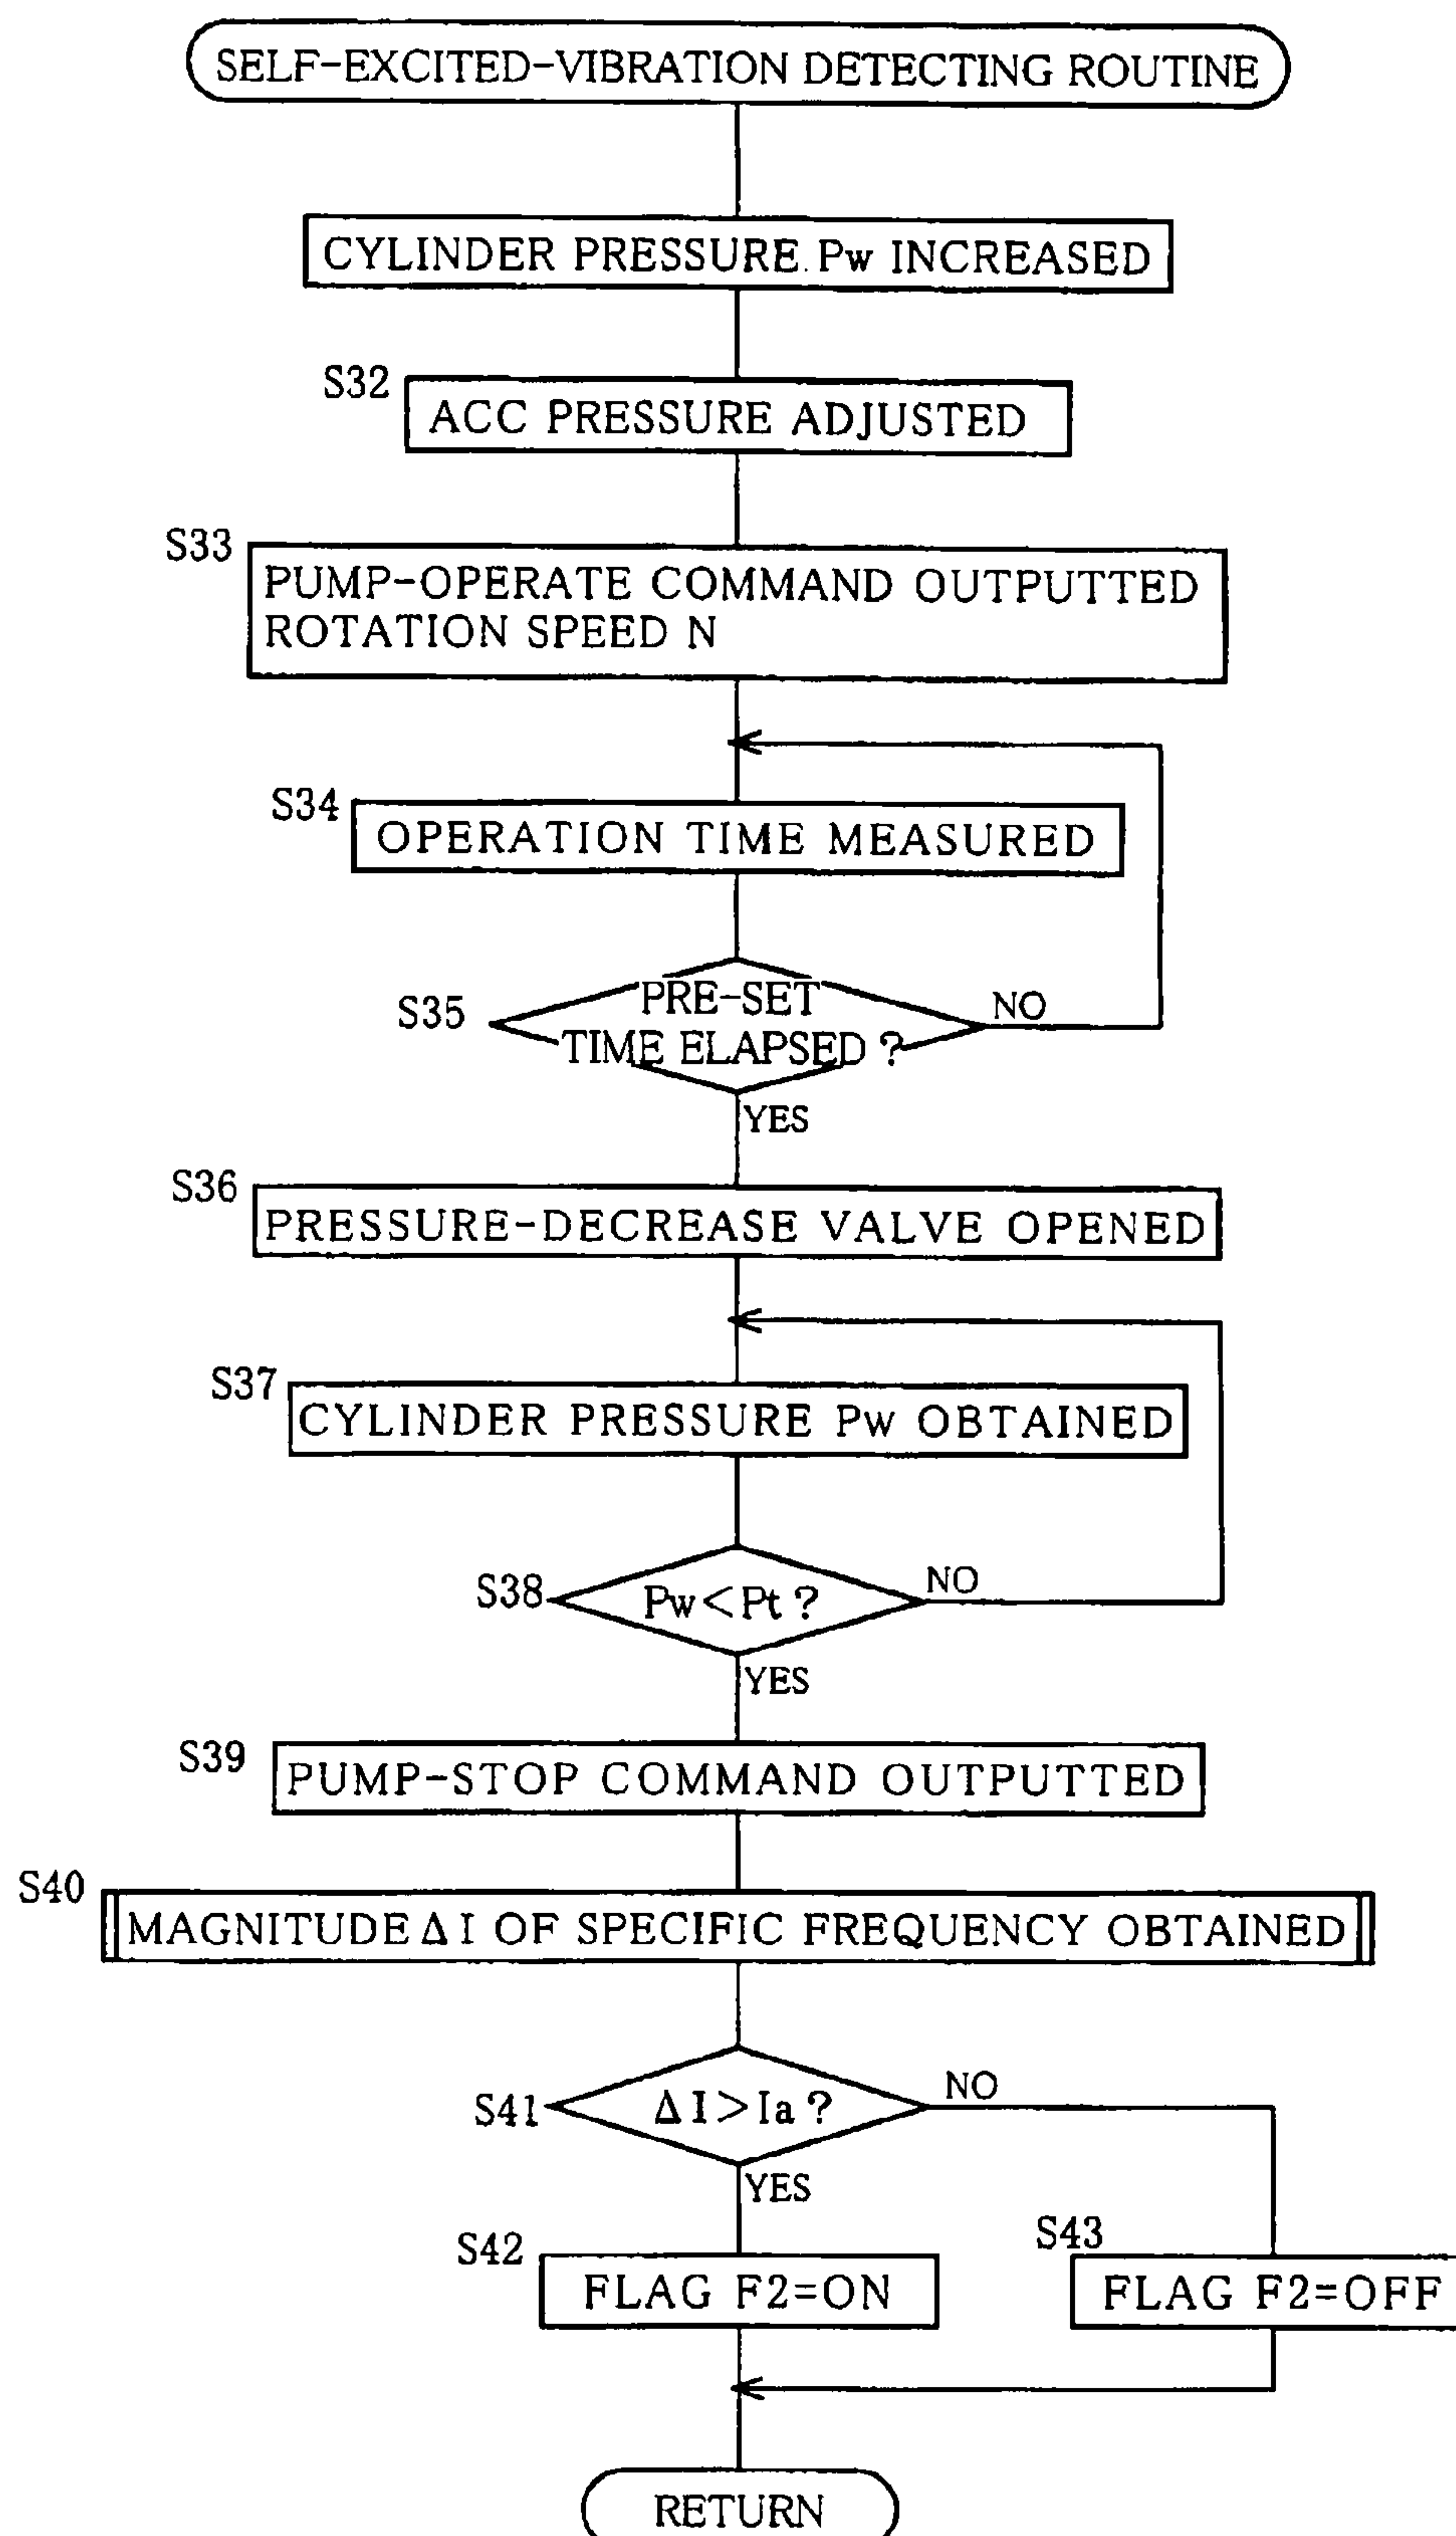 SELF-EXCITED-VIBRATION DETECTING ROUTINE
CYLINDER PRESSURE. Pw INCREASED
S32
ACC PRESSURE ADJUSTED
S33
PUMP-OPERATE COMMAND OUTPUTTED
ROTATION SPEED N
S34
OPERATION TIME MEASURED
S35
PRE-SET
TIME ELAPSED ?
NO
YES
S36
PRESSURE-DECREASE VALVE OPENED
S37
CYLINDER PRESSURE Pw OBTAINED
S38
Pw<Pt ?
NO
YES
S39
PUMP-STOP COMMAND OUTPUTTED
S40
MAGNITUDE Δ I OF SPECIFIC FREQUENCY OBTAINED
S41
Δ I>Ia ?
NO
YES
S42
FLAG F2=ON
S43
FLAG F2=OFF
RETURN